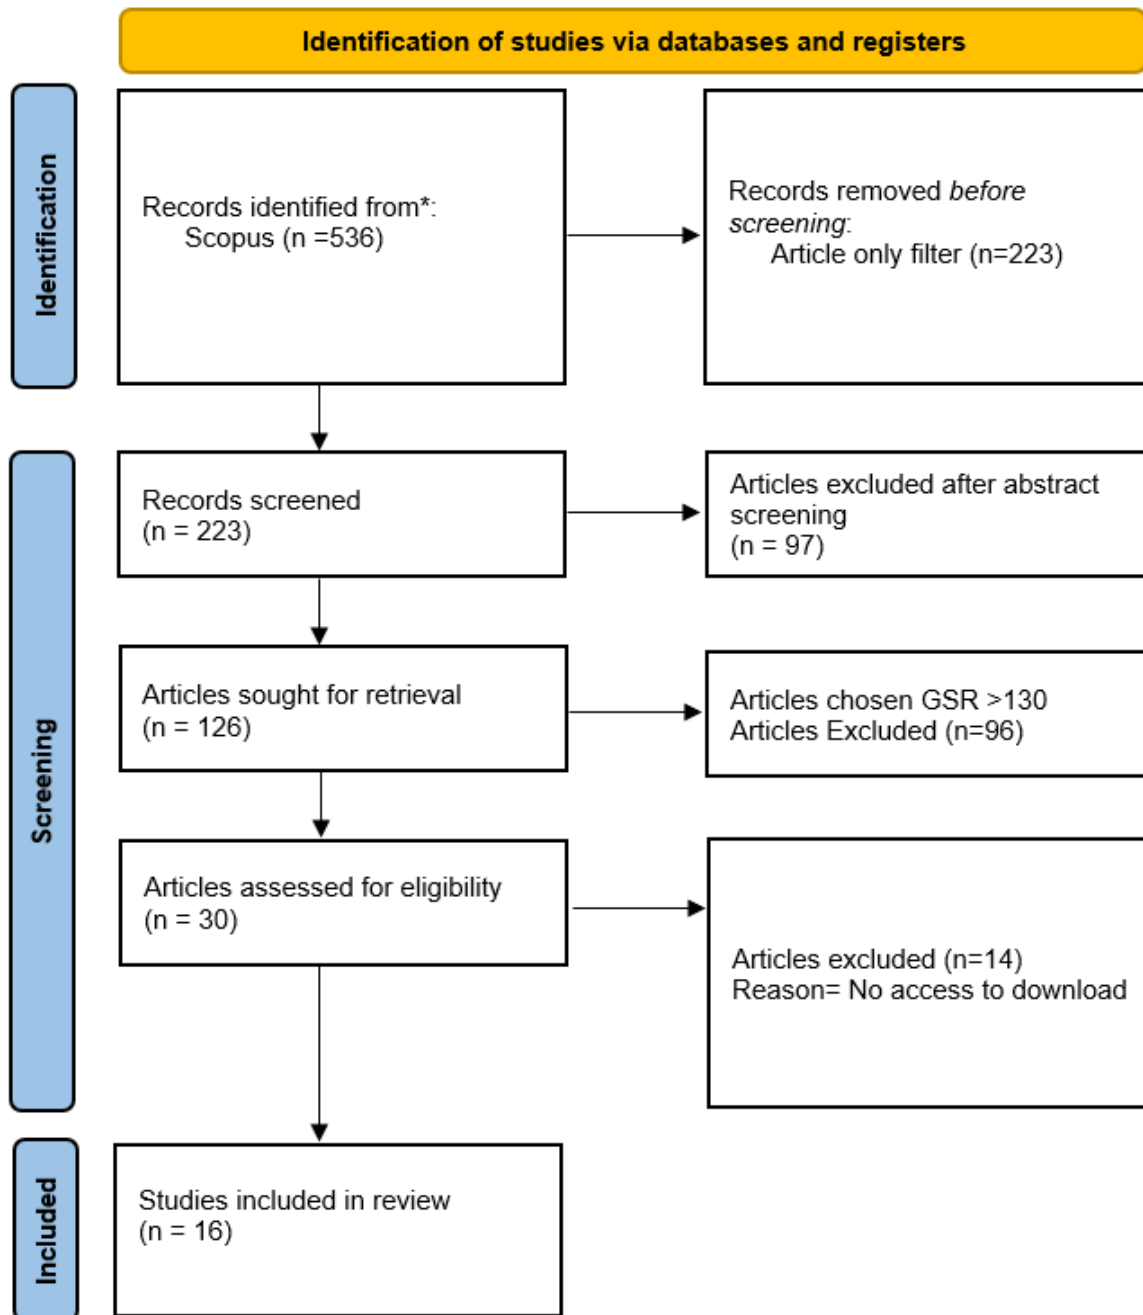 Identification of studies via databases and registers
Identification
Records identified from*:
Scopus (n =536)
Records removed before
screening:
Article only filter (n=223)
Screening
Records screened
(n = 223)
Articles excluded after abstract
screening
(n = 97)
Articles sought for retrieval
(n = 126)
Articles chosen GSR >130
Articles Excluded (n=96)
Articles assessed for eligibility
(n = 30)
Articles excluded (n=14)
Reason= No access to download
Included
Studies included in review
(n = 16)